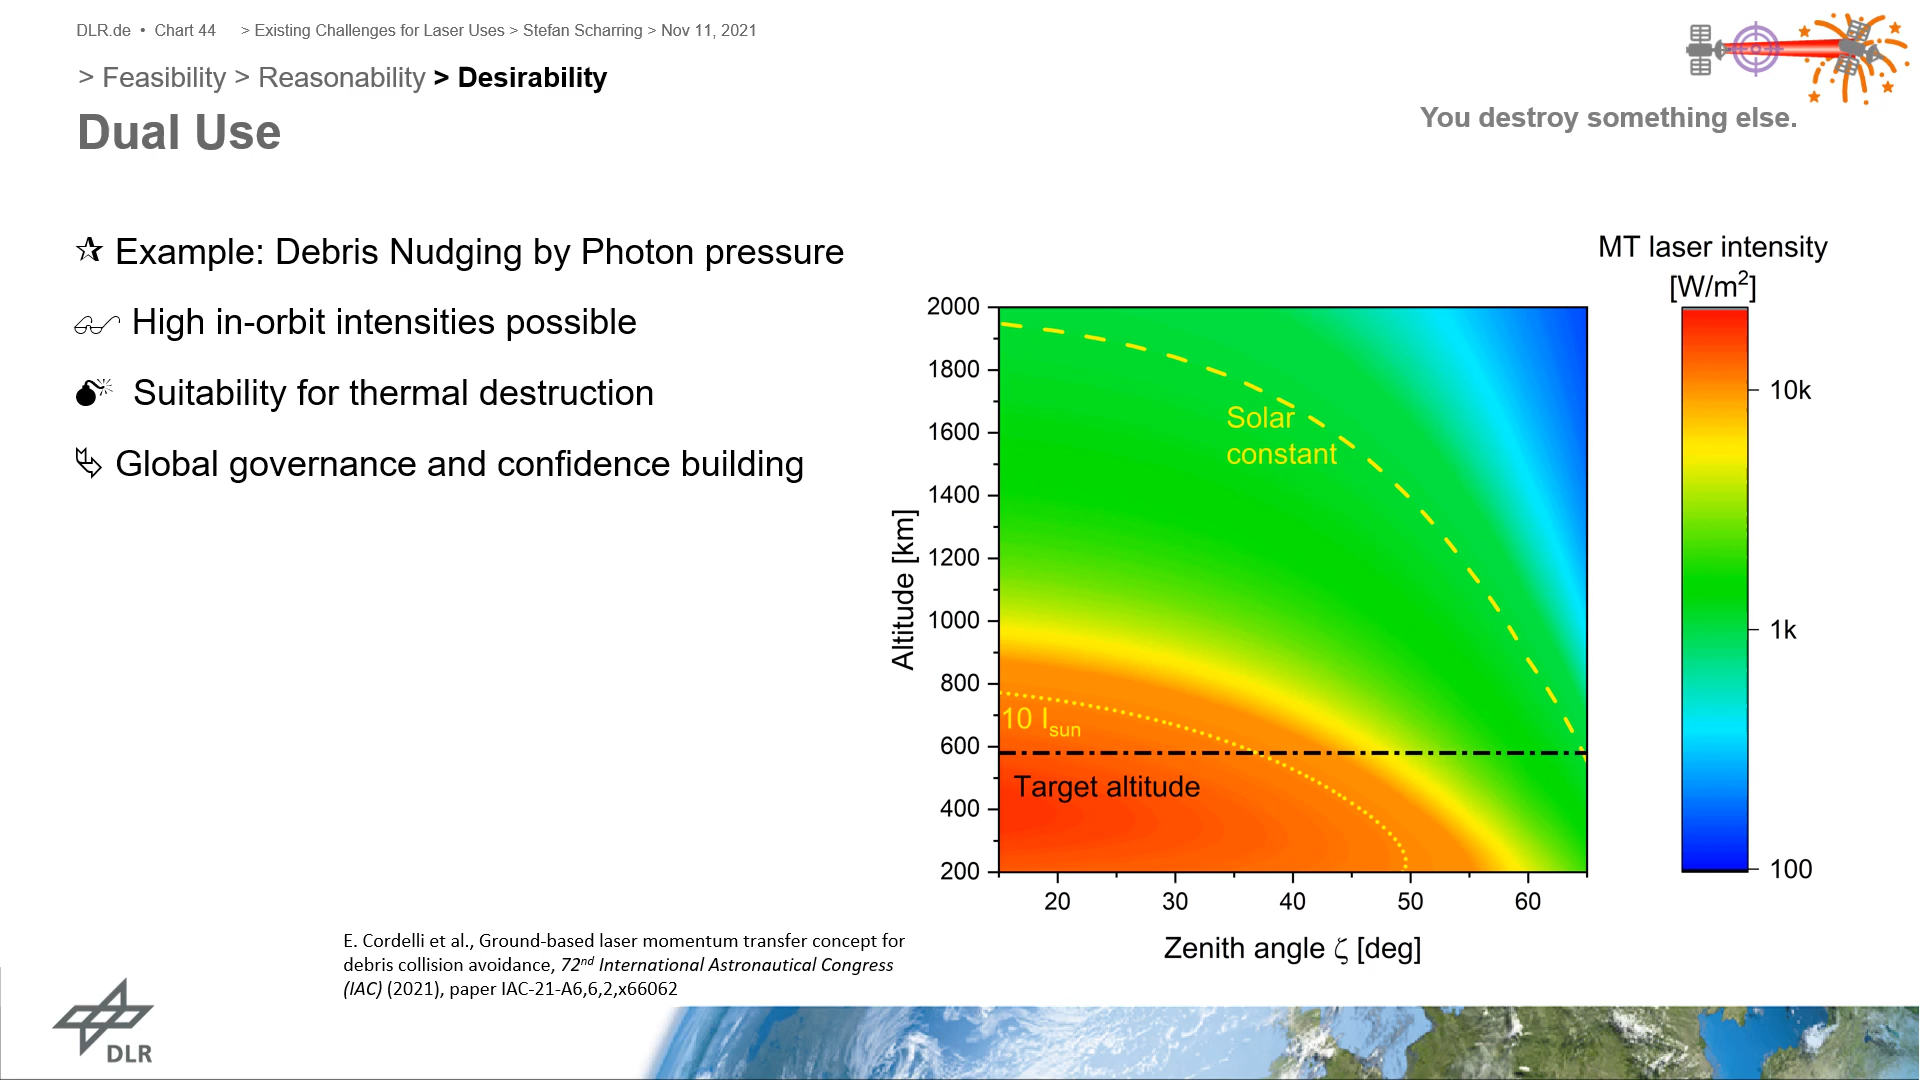 DLR.de • Chart 44 > Existing Challenges for Laser Uses > Stefan Scharring > Nov 11, 2021
> Feasibility > Reasonability > Desirability
Dual Use
You destroy something else.
Example: Debris Nudging by Photon pressure
High in-orbit intensities possible
Suitability for thermal destruction
Global governance and confidence building
MT laser intensity
[W/m²]
10k
1k
100
Altitude [km]
2000
1800
1600
1400
1200
1000
800
600
400
200
Solar
constant
10 Isun
Target altitude
20 30 40 50 60
Zenith angle ζ [deg]
E. Cordelli et al., Ground-based laser momentum transfer concept for
debris collision avoidance, 72nd International Astronautical Congress
(IAC) (2021), paper IAC-21-A6,6,2,x66062
DLR